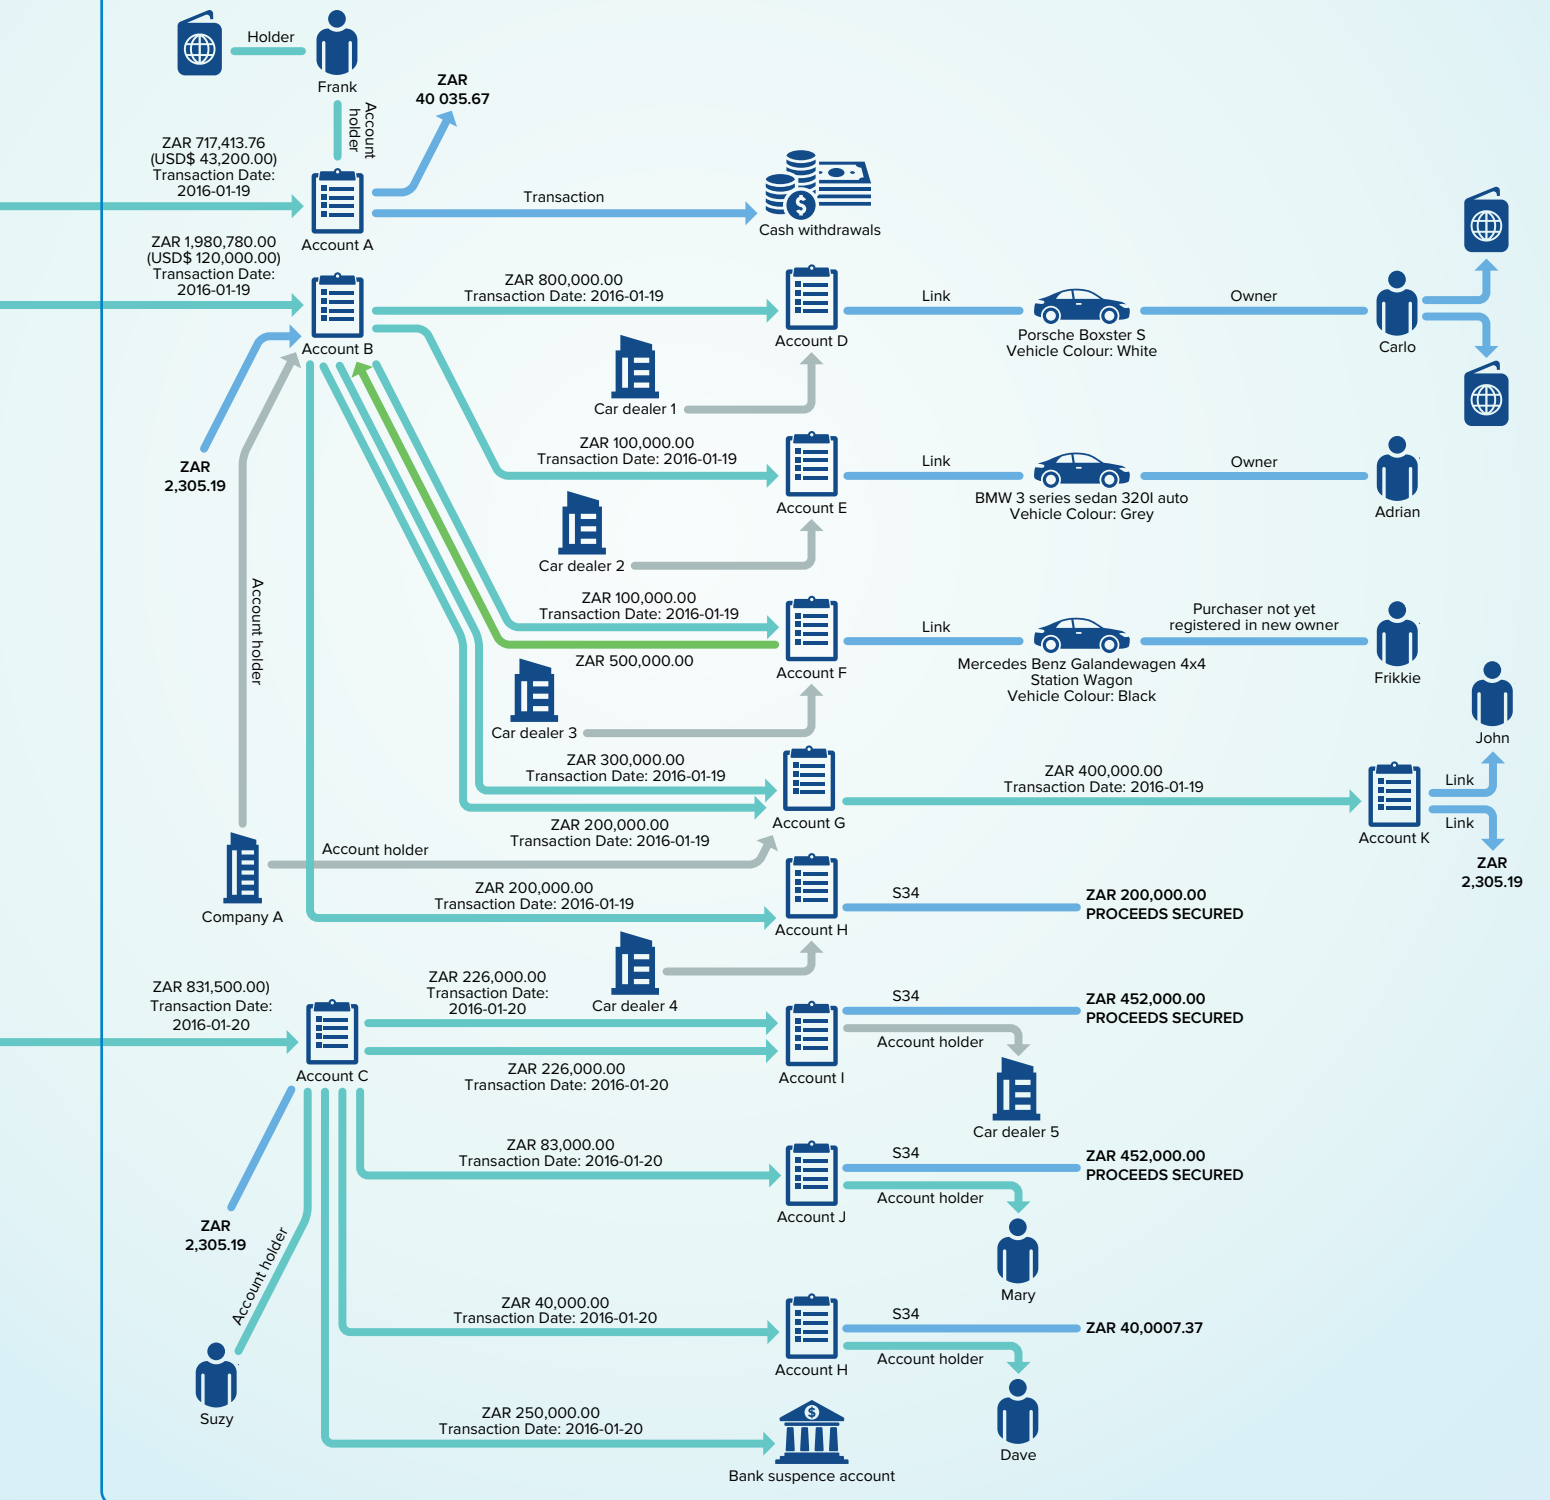 Holder
Frank
Account
holder
ZAR
40 035.67
ZAR 717,413.76
(USD$ 43,200.00)
Transaction Date:
2016-01-19
Account A
Transaction
Cash withdrawals
ZAR 1,980,780.00
(USD$ 120,000.00)
Transaction Date:
2016-01-19
Account B
ZAR 800,000.00
Transaction Date: 2016-01-19
Account D
Link
Porsche Boxster S
Vehicle Colour: White
Owner
Carlo
Car dealer 1
ZAR
2,305.19
ZAR 100,000.00
Transaction Date: 2016-01-19
Account E
Link
BMW 3 series sedan 320I auto
Vehicle Colour: Grey
Owner
Adrian
Car dealer 2
Account holder
ZAR 100,000.00
Transaction Date: 2016-01-19
ZAR 500,000.00
Account F
Link
Mercedes Benz Galandewagen 4x4
Station Wagon
Vehicle Colour: Black
Purchaser not yet
registered in new owner
Frikkie
Car dealer 3
John
ZAR 300,000.00
Transaction Date: 2016-01-19
ZAR 200,000.00
Transaction Date: 2016-01-19
Account G
ZAR 400,000.00
Transaction Date: 2016-01-19
Account K
Link
Link
ZAR
2,305.19
Account holder
Company A
ZAR 200,000.00
Transaction Date: 2016-01-19
Account H
S34
ZAR 200,000.00
PROCEEDS SECURED
Car dealer 4
ZAR 831,500.00)
Transaction Date:
2016-01-20
Account C
ZAR 226,000.00
Transaction Date:
2016-01-20
ZAR 226,000.00
Transaction Date: 2016-01-20
Account I
S34
ZAR 452,000.00
PROCEEDS SECURED
Account holder
Car dealer 5
ZAR 83,000.00
Transaction Date: 2016-01-20
Account J
S34
ZAR 452,000.00
PROCEEDS SECURED
Account holder
Mary
ZAR
2,305.19
Account holder
Suzy
ZAR 40,000.00
Transaction Date: 2016-01-20
Account H
S34
ZAR 40,0007.37
Account holder
Dave
ZAR 250,000.00
Transaction Date: 2016-01-20
Bank suspence account